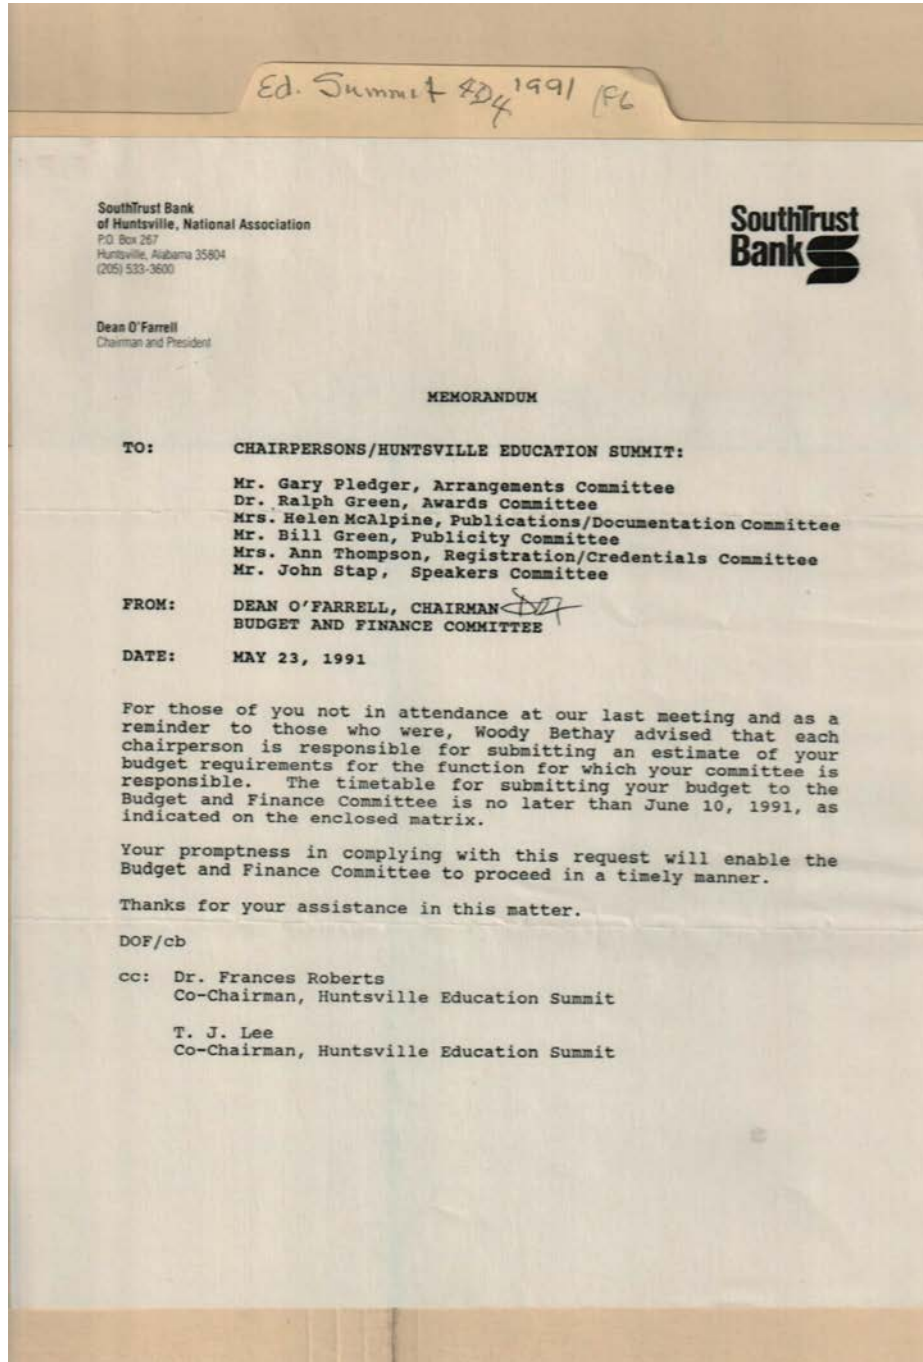 Ed. Summit 4D4 1991 (F6
SouthTrust Bank
of Huntsville, National Association
P.O. Box 267
Huntsville, Alabama 35804
(205) 533-3600
SouthTrust
Bank
Dean O'Farrell
Chairman and President
MEMORANDUM
TO: CHAIRPERSONS/HUNTSVILLE EDUCATION SUMMIT:
Mr. Gary Pledger, Arrangements Committee
Dr. Ralph Green, Awards Committee
Mrs. Helen McAlpine, Publications/Documentation Committee
Mr. Bill Green, Publicity Committee
Mrs. Ann Thompson, Registration/Credentials Committee
Mr. John Stap, Speakers Committee
FROM: DEAN O'FARRELL, CHAIRMAN
BUDGET AND FINANCE COMMITTEE
DATE: MAY 23, 1991
For those of you not in attendance at our last meeting and as a
reminder to those who were, Woody Bethay advised that each
chairperson is responsible for submitting an estimate of your
budget requirements for the function for which your committee is
responsible. The timetable for submitting your budget to the
Budget and Finance Committee is no later than June 10, 1991, as
indicated on the enclosed matrix.
Your promptness in complying with this request will enable the
Budget and Finance Committee to proceed in a timely manner.
Thanks for your assistance in this matter.
DOF/cb
cc: Dr. Frances Roberts
Co-Chairman, Huntsville Education Summit
T. J. Lee
Co-Chairman, Huntsville Education Summit